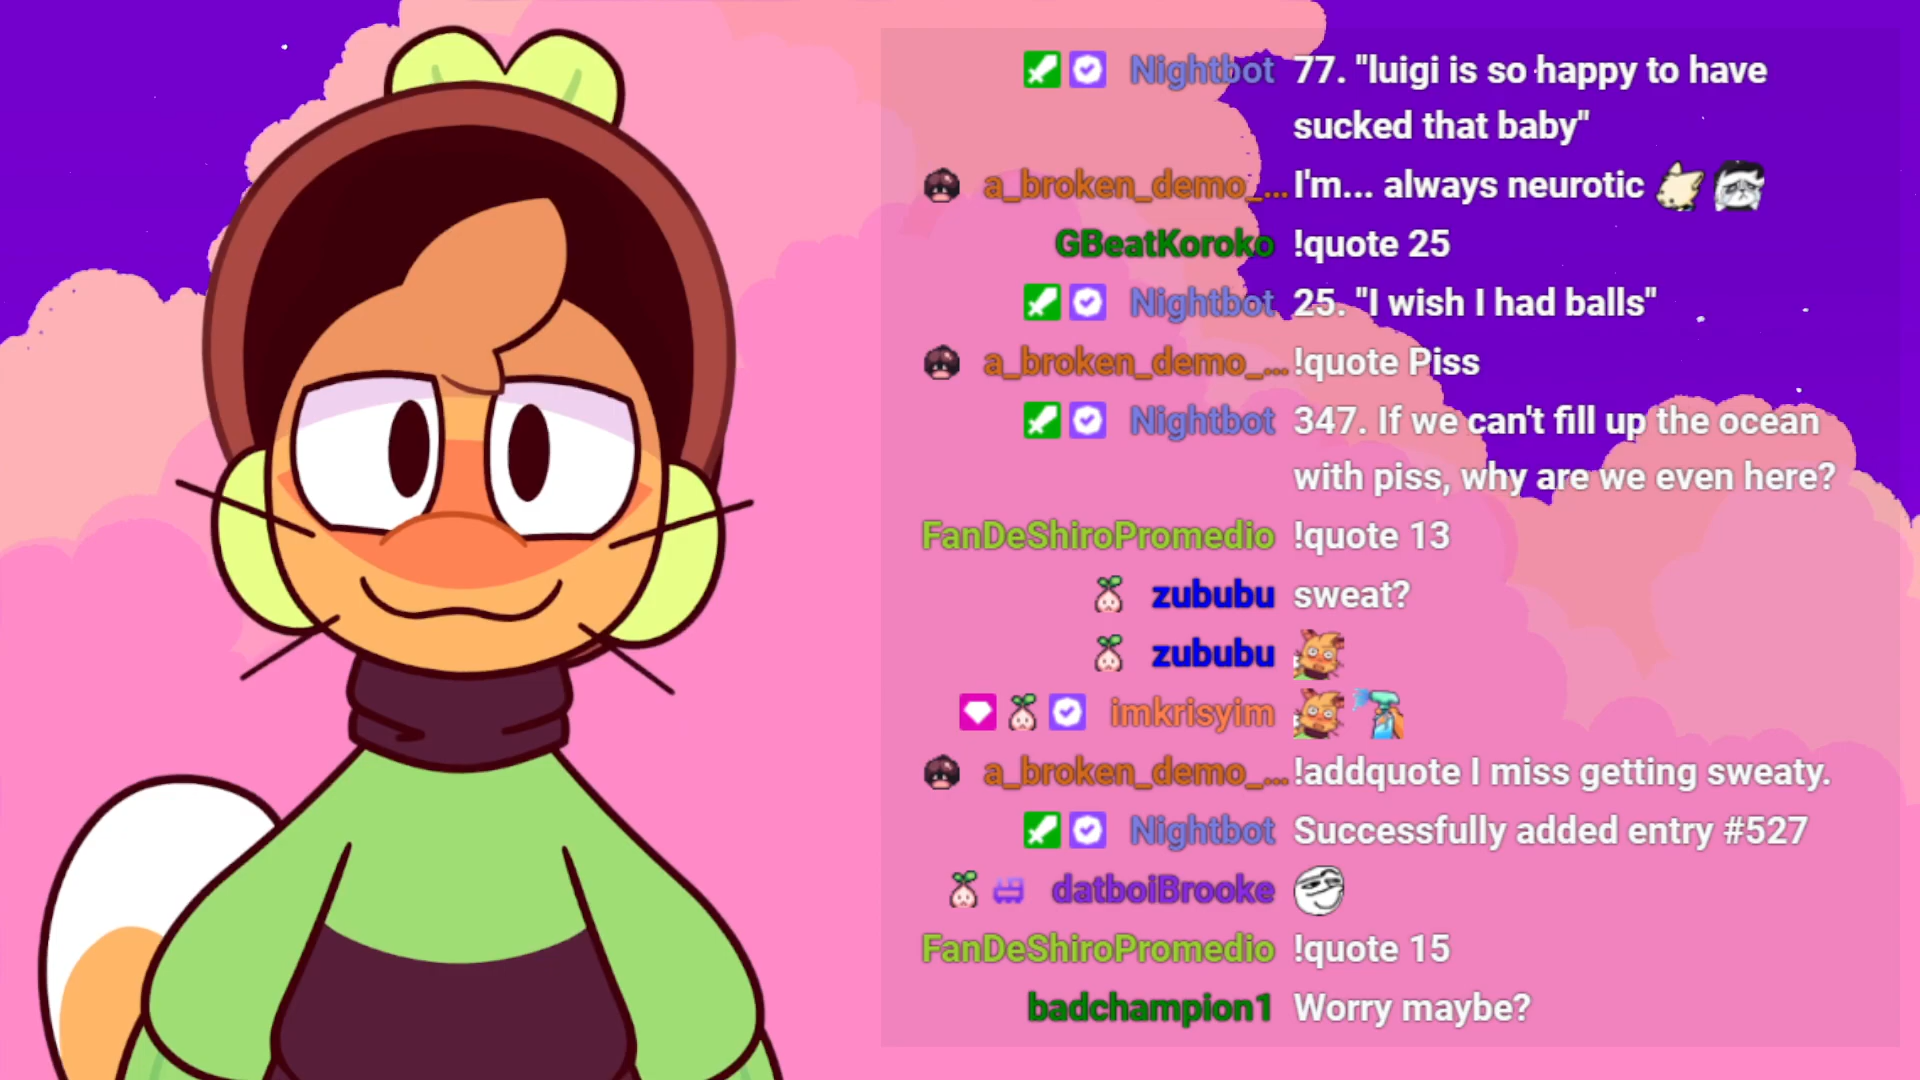 Nightbot 77. "luigi is so happy to have
sucked that baby"
a_broken_demo_... I'm... always neurotic
GBeatKoroko !quote 25
Nightbot 25. "I wish I had balls"
a_broken_demo_... !quote Piss
Nightbot 347. If we can't fill up the ocean
with piss, why are we even here?
FanDeShiroPromedio !quote 13
zububu sweat?
zububu
imkrisyim
a_broken_demo_... !addquote I miss getting sweaty.
Nightbot Successfully added entry #527
datboiBrooke
FanDeShiroPromedio !quote 15
badchampion1 Worry maybe?